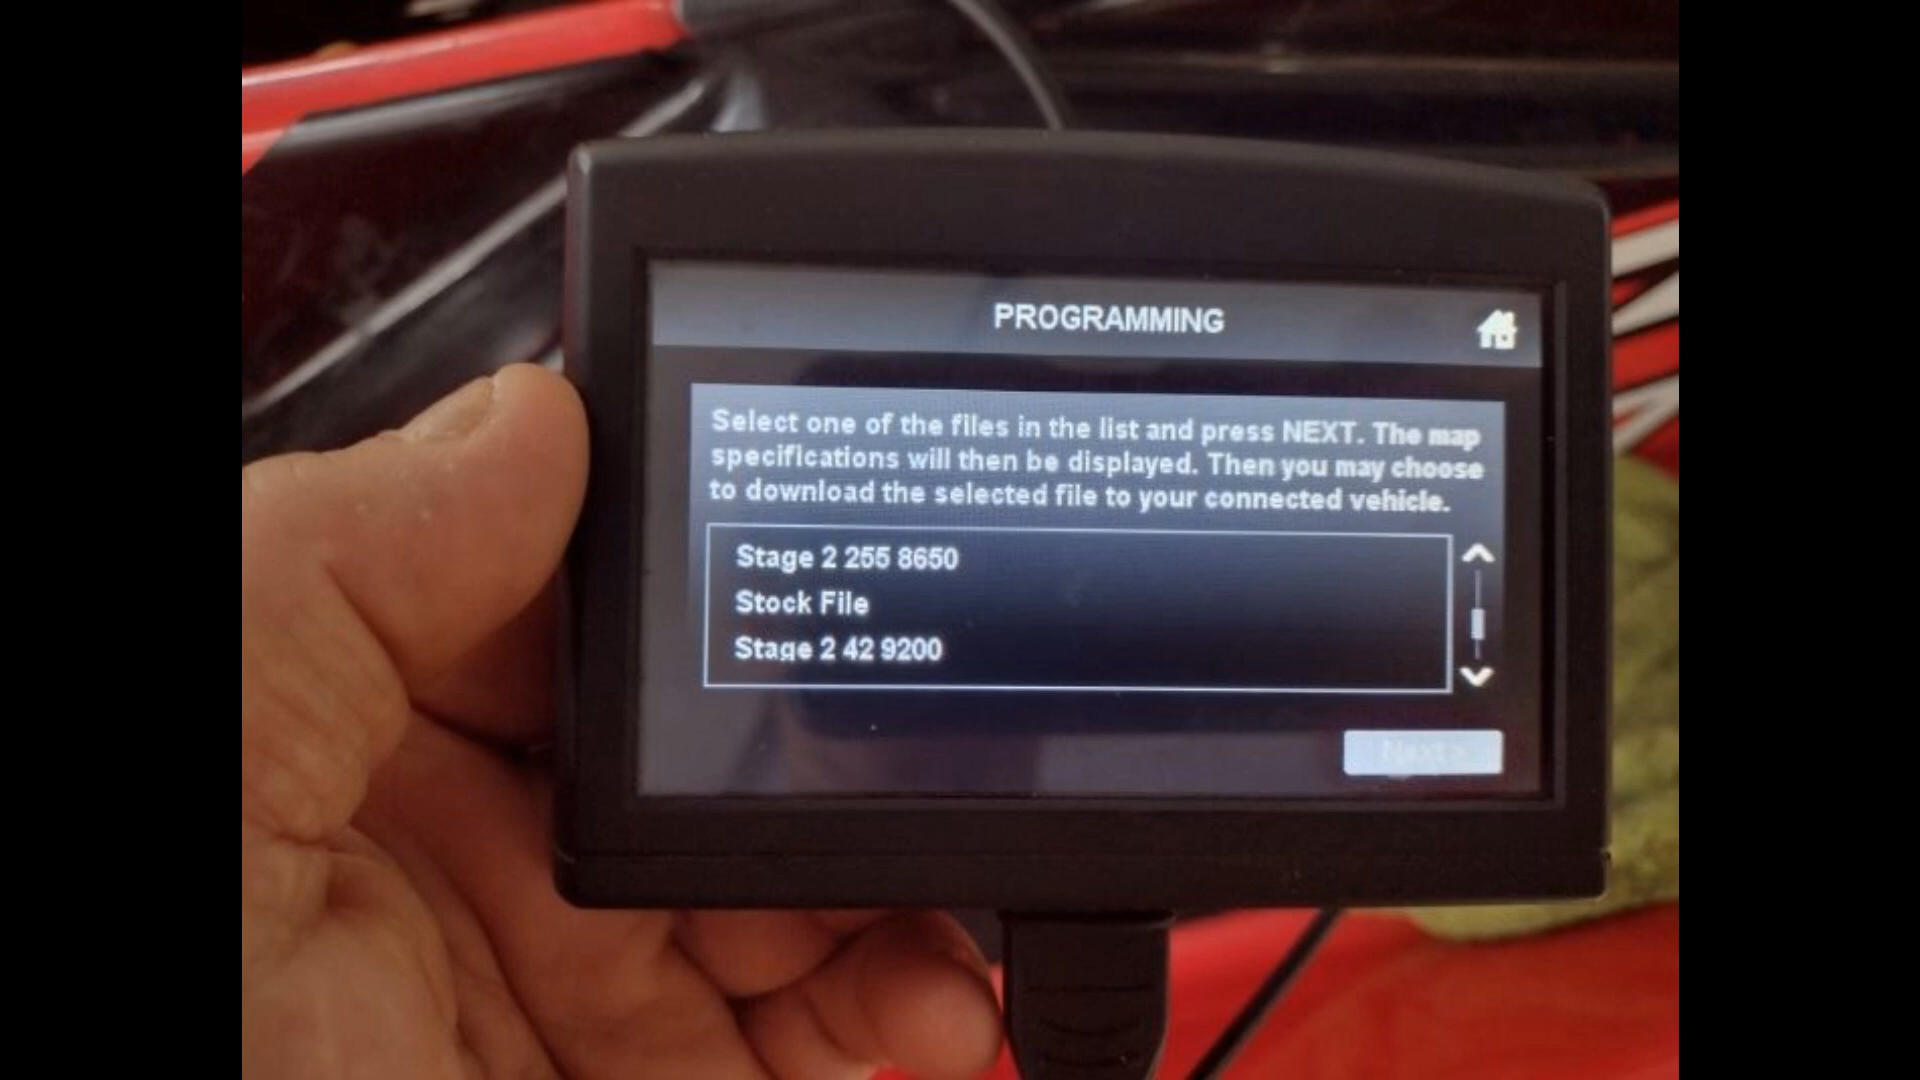 PROGRAMMING
Select one of the files in the list and press NEXT. The map
specifications will then be displayed. Then you may choose
to download the selected file to your connected vehicle.
Stage 2 255 8650
Stock File
Stage 2 42 9200
Next >